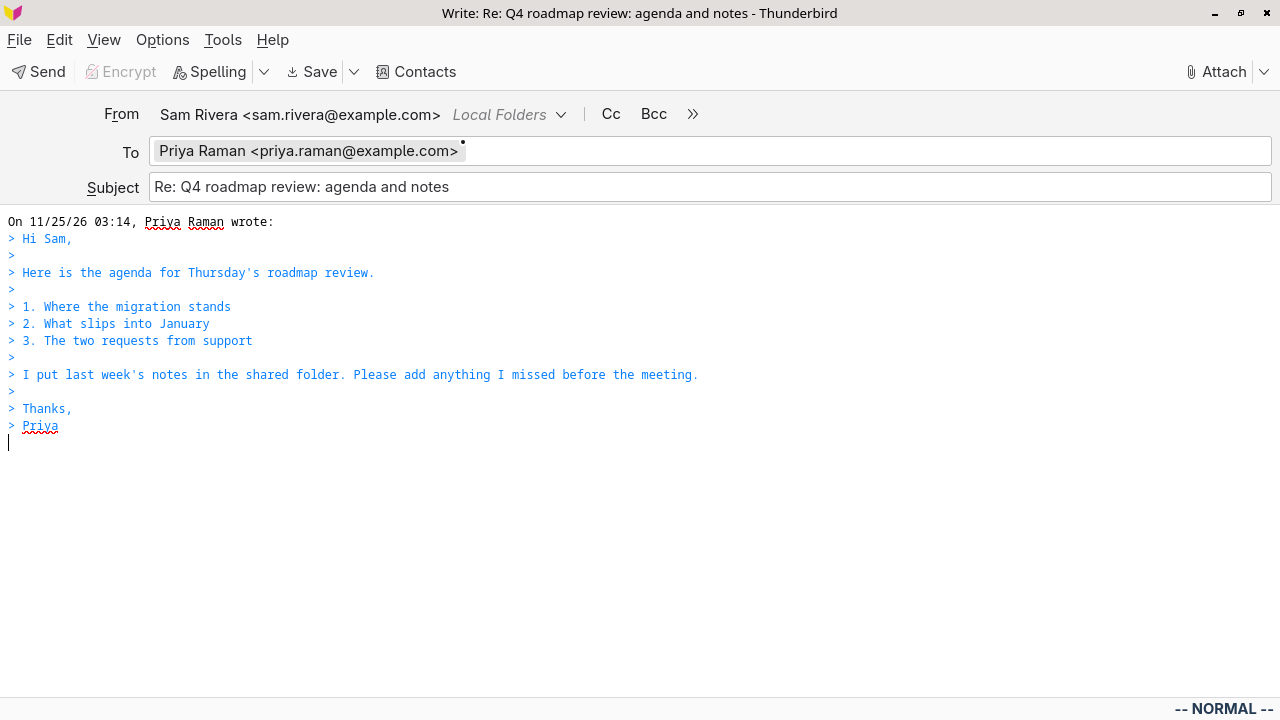 Write: Re: Q4 roadmap review: agenda and notes - Thunderbird
File Edit View Options Tools Help
Send Encrypt Spelling Save Contacts Attach
From Sam Rivera <sam.rivera@example.com> Local Folders Cc Bcc
To Priya Raman <priya.raman@example.com>
Subject Re: Q4 roadmap review: agenda and notes
On 11/25/26 03:14, Priya Raman wrote:
> Hi Sam,
>
> Here is the agenda for Thursday's roadmap review.
>
> 1. Where the migration stands
> 2. What slips into January
> 3. The two requests from support
>
> I put last week's notes in the shared folder. Please add anything I missed before the meeting.
>
> Thanks,
> Priya
-- NORMAL --